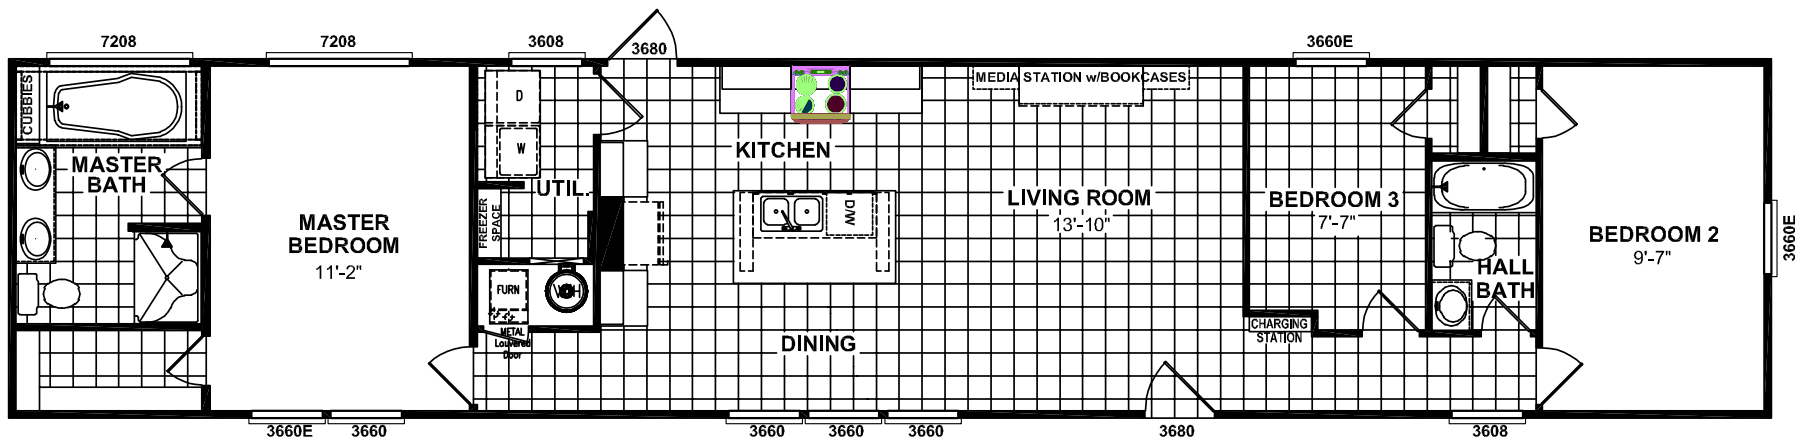 7208
7208
3608
3680
3660E
CUBBIES
MASTER
BATH
MASTER
BEDROOM
11'-2"
D
W
UTIL.
FREEZER
SPACE
FURN
W H
METAL
Louvered
Door
KITCHEN
D/W
DINING
MEDIA STATION w/BOOKCASES
LIVING ROOM
13'-10"
BEDROOM 3
7'-7"
CHARGING
STATION
HALL
BATH
BEDROOM 2
9'-7"
3660E
3660E
3660
3660
3660
3660
3680
3608